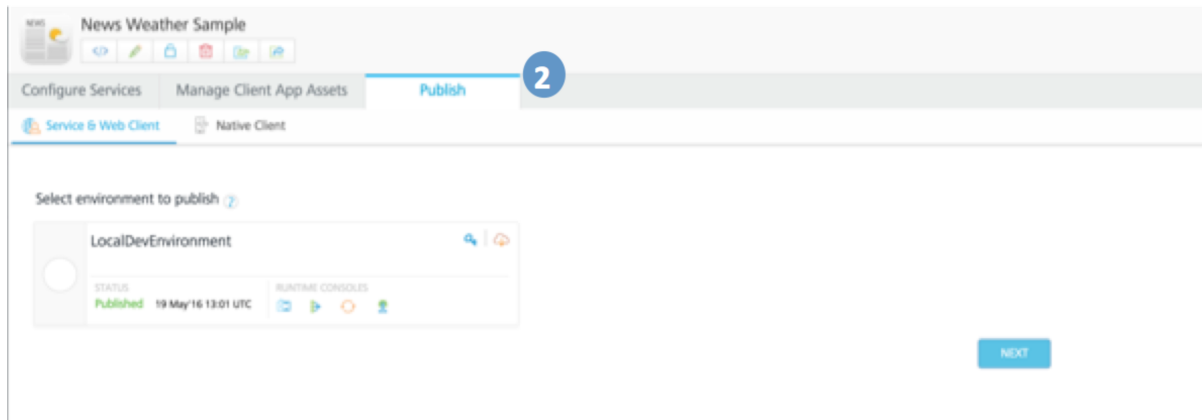 NEWS
News Weather Sample
Configure Services Manage Client App Assets Publish 2
Service & Web Client Native Client
Select environment to publish ?
LocalDevEnvironment
STATUS RUNTIME CONSOLES
Published 19 May'16 13:01 UTC
NEXT